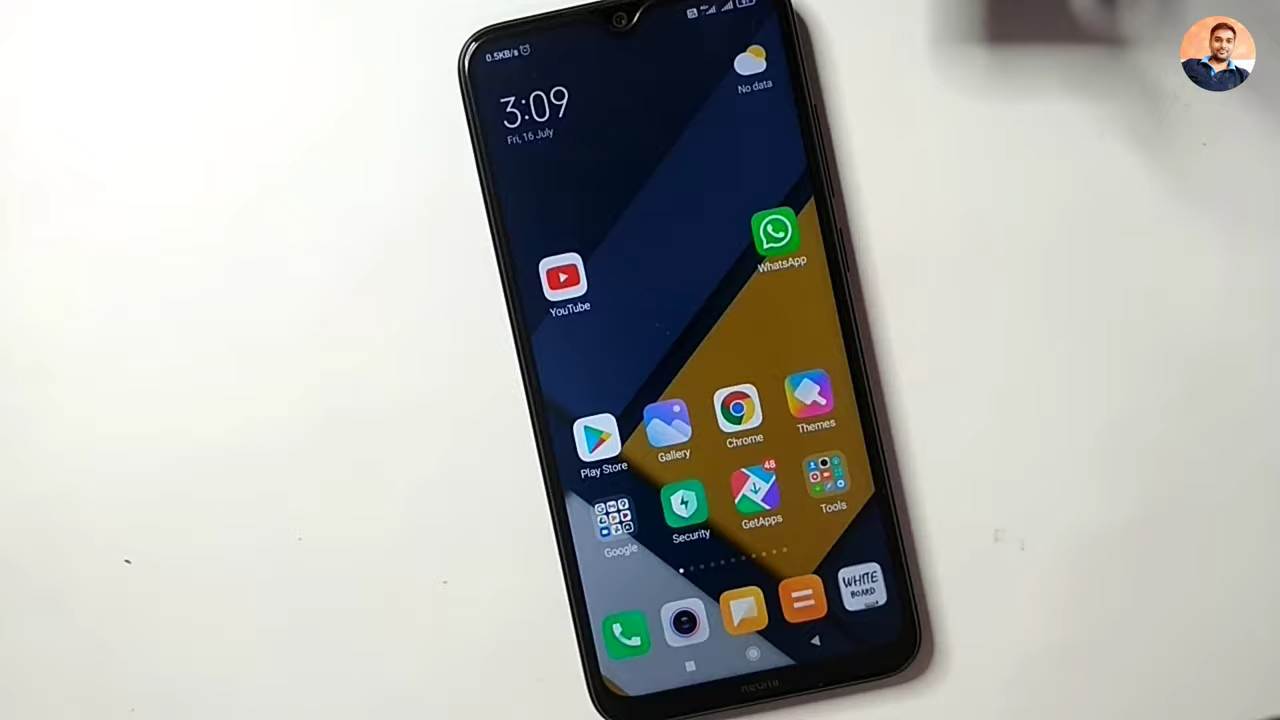 0.5KB/s
3:09
Fri, 16 July
No data
WhatsApp
YouTube
Play Store
Gallery
Chrome
Themes
Google
Security
48
GetApps
Tools
WHITE
BOARD
xiaomi